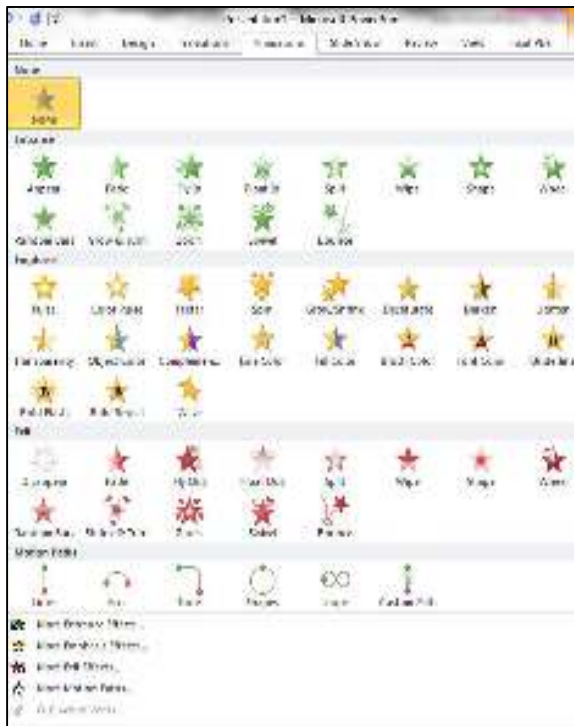 Presentation1 - Microsoft PowerPoint
Home Insert Design Transitions Animations Slide Show Review View
None
None
Entrance
Appear Fade Fly In Float In Split Wipe Shape Wheel
Random Bars Grow & Turn Zoom Swivel Bounce
Emphasis
Pulse Color Pulse Teeter Spin Grow/Shrink Desaturate Darken Lighten
Transparency Object Color Complemen... Line Color Fill Color Brush Color Font Color Underline
Bold Flash Bold Reveal Wave
Exit
Disappear Fade Fly Out Float Out Split Wipe Shape Wheel
Random Bars Shrink & Turn Zoom Swivel Bounce
Motion Paths
Lines Arcs Turns Shapes Loops Custom Path
More Entrance Effects...
More Emphasis Effects...
More Exit Effects...
More Motion Paths...